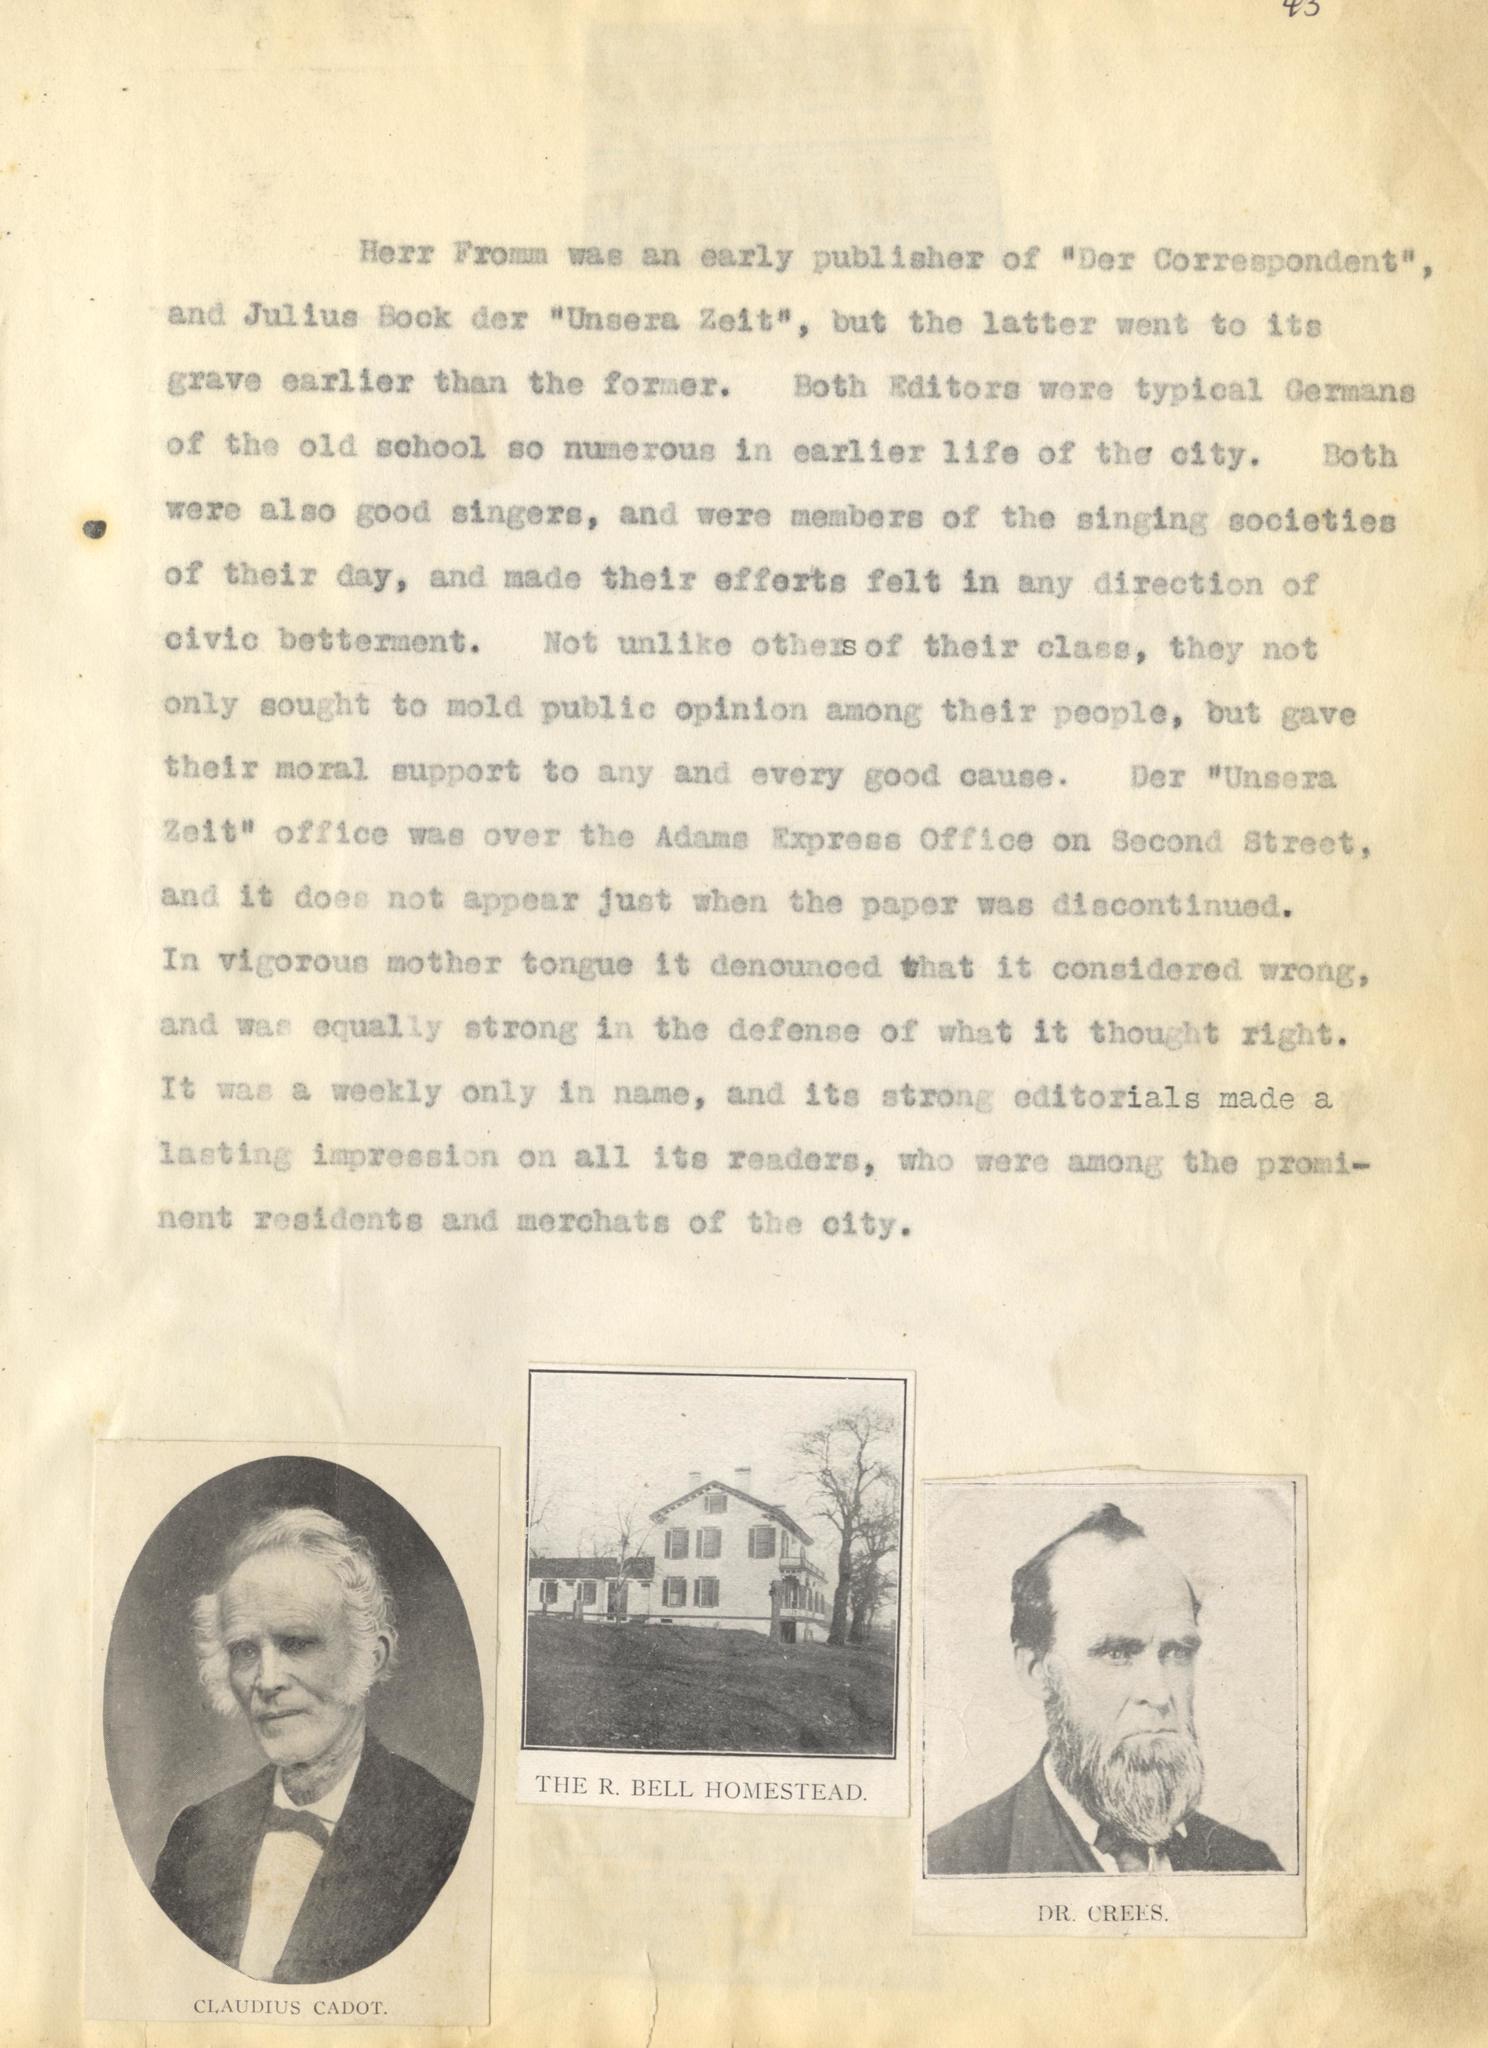 43
Herr Fromm was an early publisher of "Der Correspondent",
and Julius Bock der "Unsera Zeit", but the latter went to its
grave earlier than the former. Both Editors were typical Germans
of the old school so numerous in earlier life of the city. Both
were also good singers, and were members of the singing societies
of their day, and made their efforts felt in any direction of
civic betterment. Not unlike others of their class, they not
only sought to mold public opinion among their people, but gave
their moral support to any and every good cause. Der "Unsera
Zeit" office was over the Adams Express Office on Second Street,
and it does not appear just when the paper was discontinued.
In vigorous mother tongue it denounced what it considered wrong,
and was equally strong in the defense of what it thought right.
It was a weekly only in name, and its strong editorials made a
lasting impression on all its readers, who were among the promi-
nent residents and merchats of the city.
CLAUDIUS CADOT.
THE R. BELL HOMESTEAD.
DR. CREES.